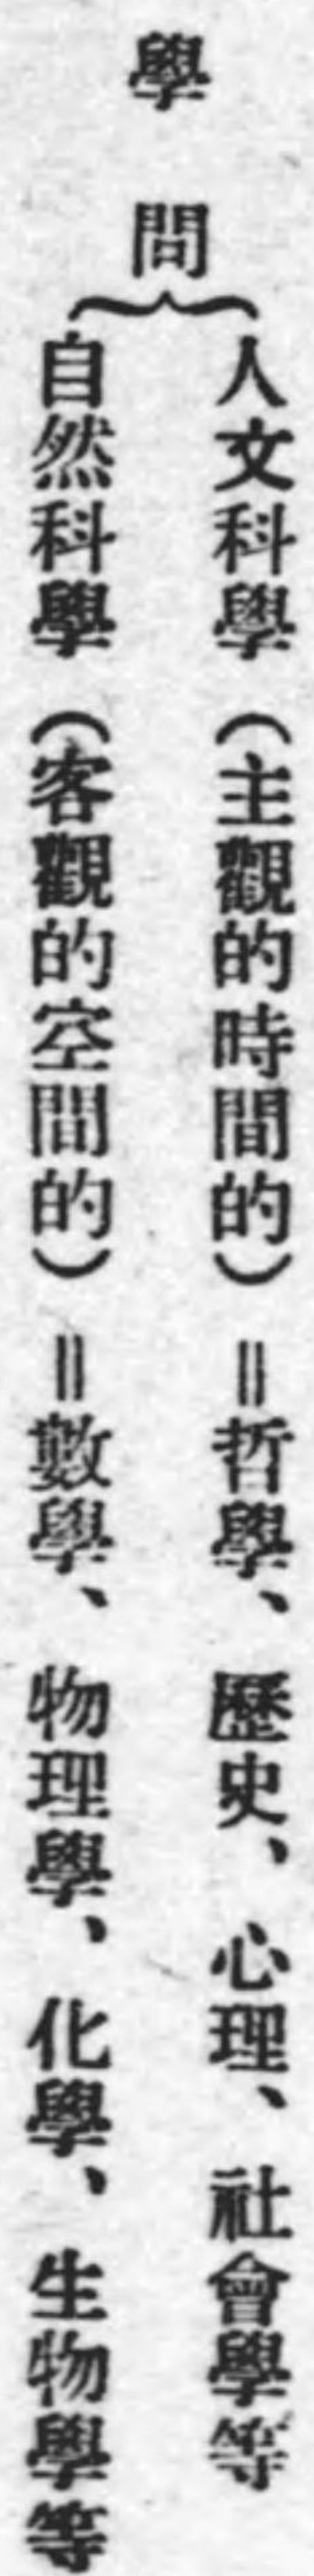 學問
人文科學（主觀的時間的）＝哲學、歷史、心理、社會學等
自然科學（客觀的空間的）＝數學、物理學、化學、生物學等